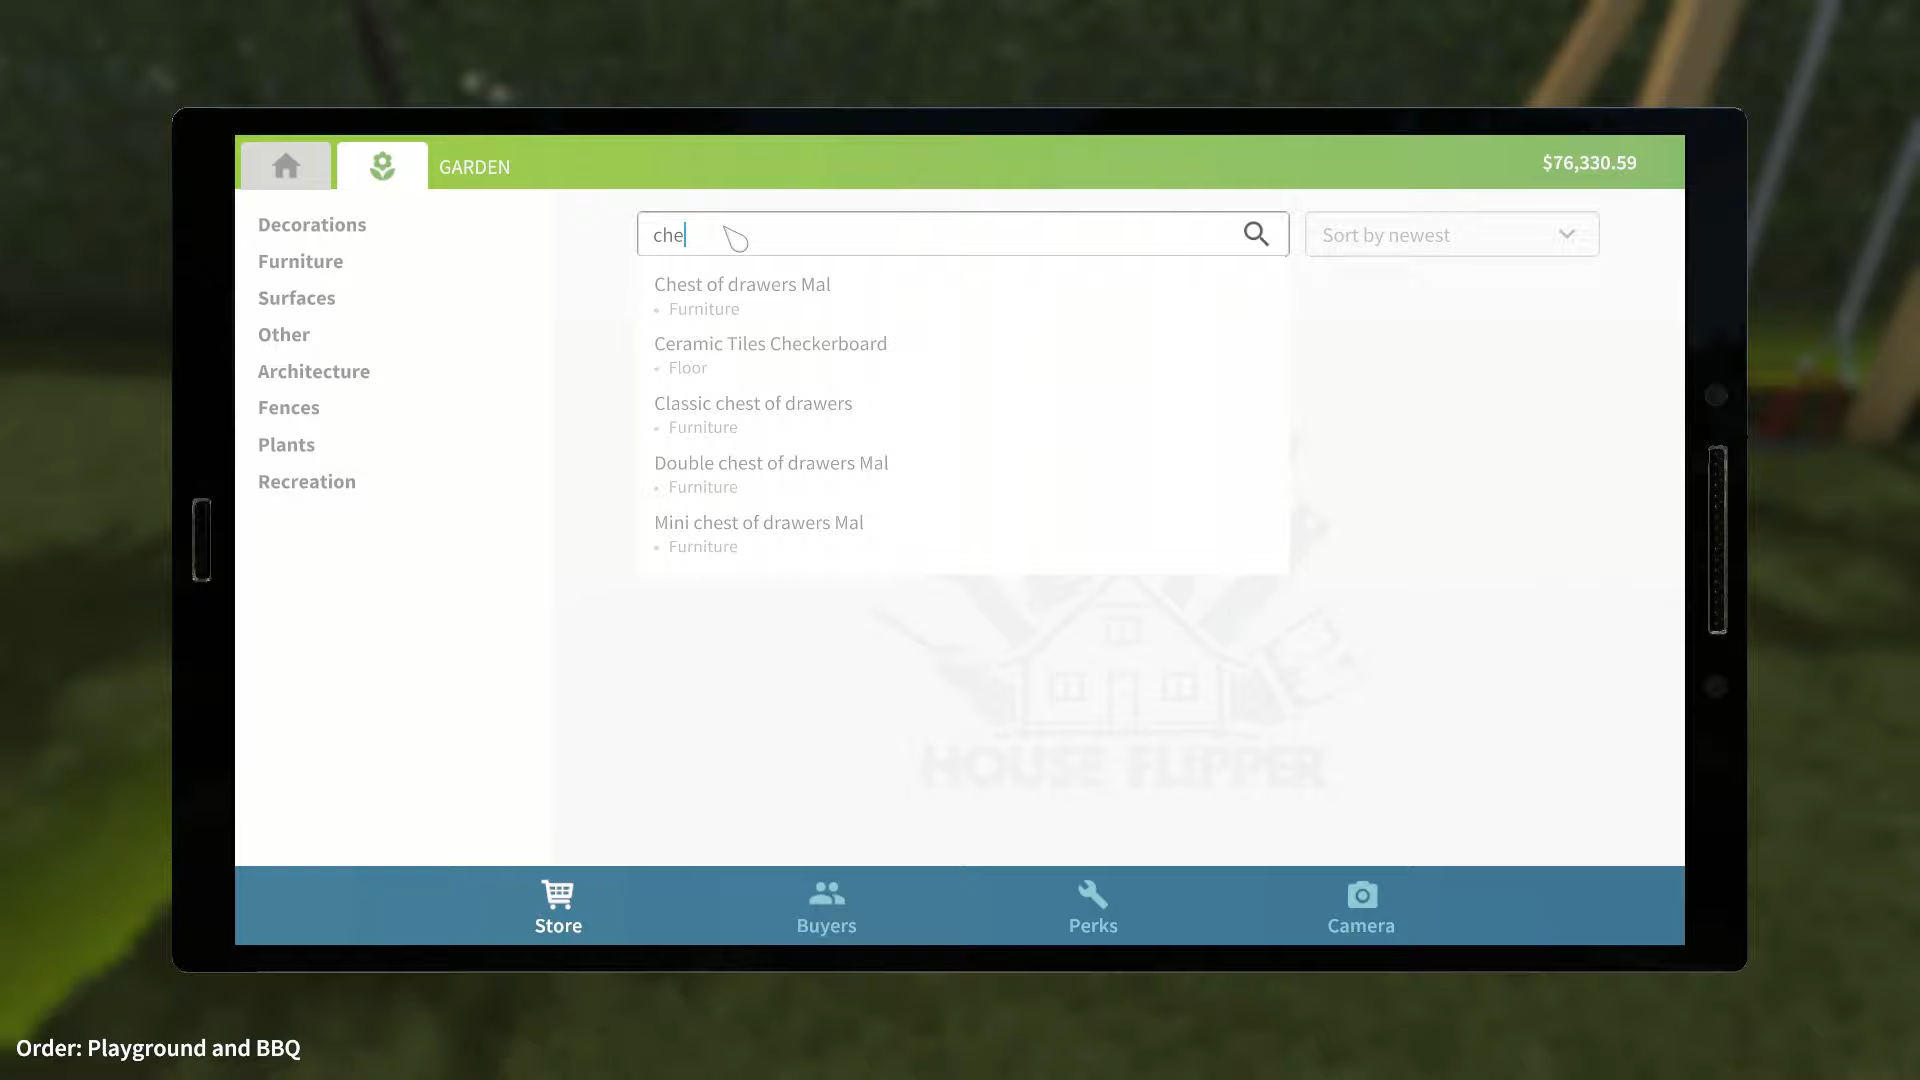 GARDEN
$76,330.59
Decorations
Furniture
Surfaces
Other
Architecture
Fences
Plants
Recreation
che
Sort by newest
Chest of drawers Mal
• Furniture
Ceramic Tiles Checkerboard
• Floor
Classic chest of drawers
• Furniture
Double chest of drawers Mal
• Furniture
Mini chest of drawers Mal
• Furniture
HOUSE FLIPPER
Store
Buyers
Perks
Camera
Order: Playground and BBQ